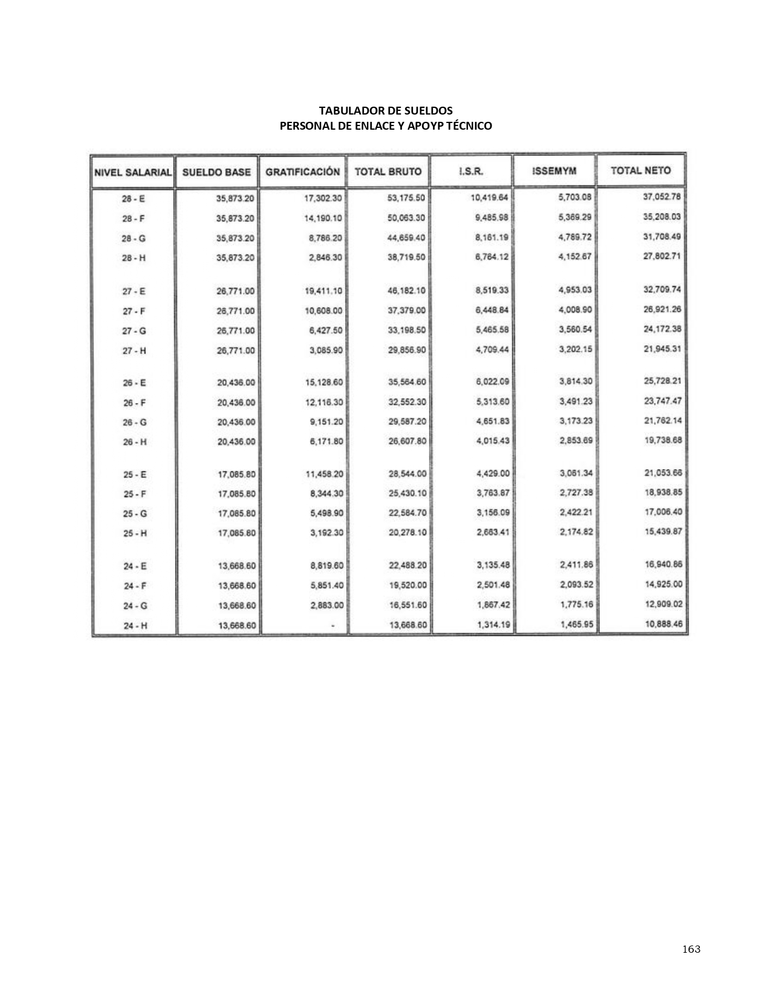 TABULADOR DE SUELDOS
PERSONAL DE ENLACE Y APOYP TÉCNICO
NIVEL SALARIAL SUELDO BASE GRATIFICACIÓN TOTAL BRUTO I.S.R. ISSEMYM TOTAL NETO
28 - E 35,873.20 17,302.30 53,175.50 10,419.64 5,703.08 37,052.78
28 - F 35,873.20 14,190.10 50,063.30 9,485.98 5,369.29 35,208.03
28 - G 35,873.20 8,786.20 44,659.40 8,161.19 4,789.72 31,708.49
28 - H 35,873.20 2,846.30 38,719.50 6,764.12 4,152.67 27,802.71
27 - E 26,771.00 19,411.10 46,182.10 8,519.33 4,953.03 32,709.74
27 - F 26,771.00 10,608.00 37,379.00 6,448.84 4,008.90 26,921.26
27 - G 26,771.00 6,427.50 33,198.50 5,465.58 3,560.54 24,172.38
27 - H 26,771.00 3,085.90 29,856.90 4,709.44 3,202.15 21,945.31
26 - E 20,436.00 15,128.60 35,564.60 6,022.09 3,814.30 25,728.21
26 - F 20,436.00 12,116.30 32,552.30 5,313.60 3,491.23 23,747.47
26 - G 20,436.00 9,151.20 29,587.20 4,651.83 3,173.23 21,762.14
26 - H 20,436.00 6,171.80 26,607.80 4,015.43 2,853.69 19,738.68
25 - E 17,085.80 11,458.20 28,544.00 4,429.00 3,061.34 21,053.66
25 - F 17,085.80 8,344.30 25,430.10 3,763.87 2,727.38 18,938.85
25 - G 17,085.80 5,498.90 22,584.70 3,156.09 2,422.21 17,006.40
25 - H 17,085.80 3,192.30 20,278.10 2,663.41 2,174.82 15,439.87
24 - E 13,668.60 8,819.60 22,488.20 3,135.48 2,411.86 16,940.86
24 - F 13,668.60 5,851.40 19,520.00 2,501.48 2,093.52 14,925.00
24 - G 13,668.60 2,883.00 16,551.60 1,867.42 1,775.16 12,909.02
24 - H 13,668.60 - 13,668.60 1,314.19 1,465.95 10,888.46
163